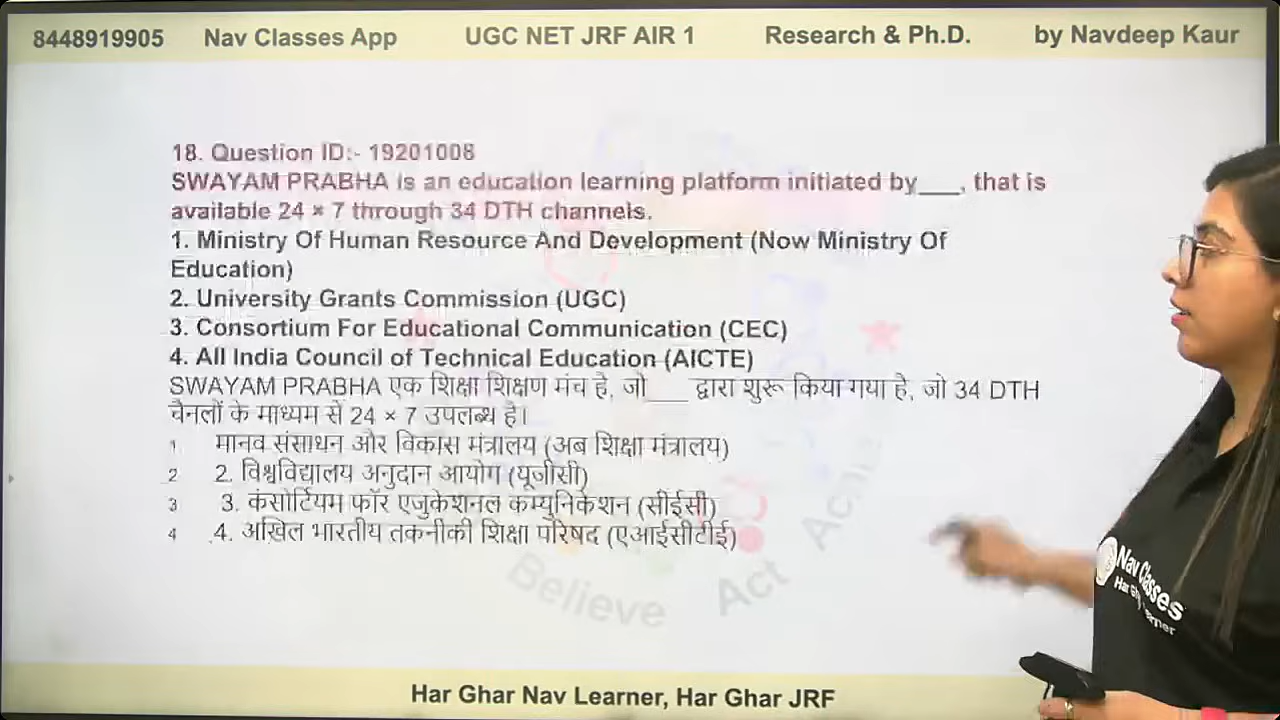 8448919905 Nav Classes App UGC NET JRF AIR 1 Research & Ph.D. by Navdeep Kaur
18. Question ID:- 19201008
SWAYAM PRABHA is an education learning platform initiated by___, that is
available 24 × 7 through 34 DTH channels.
1. Ministry Of Human Resource And Development (Now Ministry Of
Education)
2. University Grants Commission (UGC)
3. Consortium For Educational Communication (CEC)
4. All India Council of Technical Education (AICTE)
SWAYAM PRABHA एक शिक्षा शिक्षण मंच है, जो___ द्वारा शुरू किया गया है, जो 34 DTH
चैनलों के माध्यम से 24 × 7 उपलब्ध है।
1 मानव संसाधन और विकास मंत्रालय (अब शिक्षा मंत्रालय)
2 2. विश्वविद्यालय अनुदान आयोग (यूजीसी)
3 3. कंसोर्टियम फॉर एजुकेशनल कम्युनिकेशन (सीईसी)
4 4. अखिल भारतीय तकनीकी शिक्षा परिषद (एआईसीटीई)
Believe Act
Nav Classes
Har Ghar Nav Learner, Har Ghar JRF